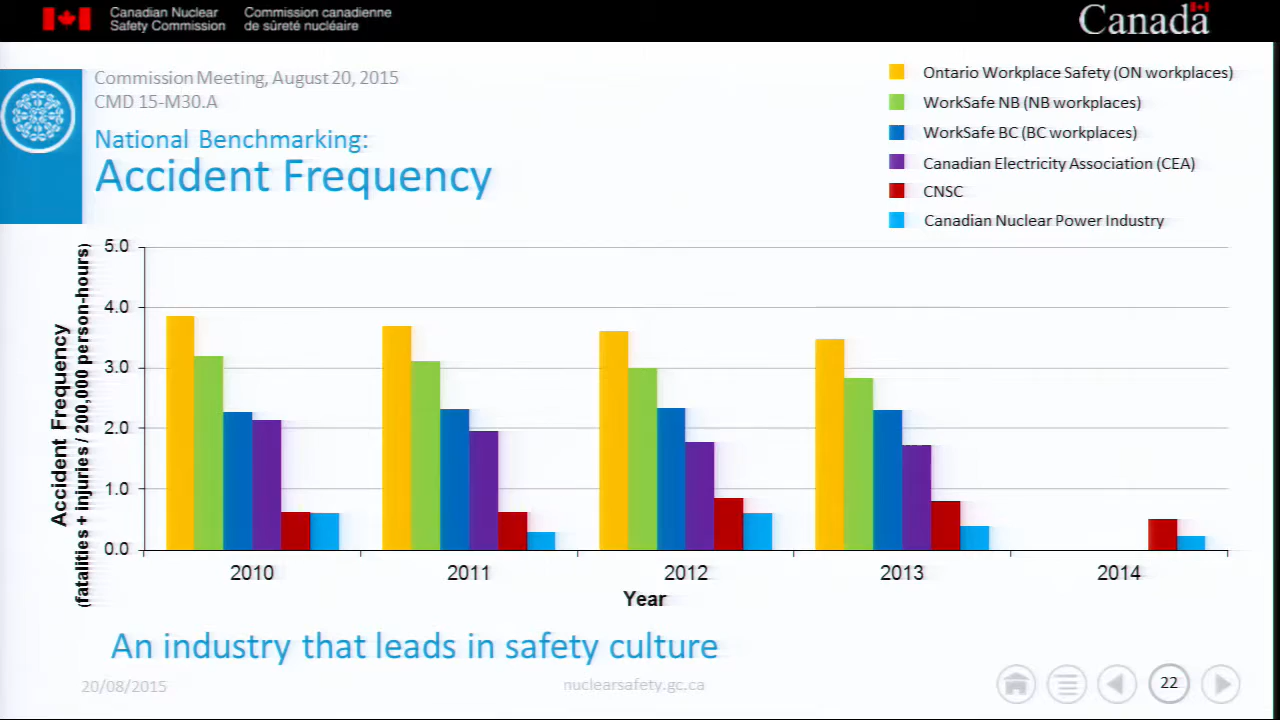 Canadian Nuclear Safety Commission
Commission canadienne de sûreté nucléaire
Canada
Commission Meeting, August 20, 2015
CMD 15-M30.A
National Benchmarking:
Accident Frequency
Ontario Workplace Safety (ON workplaces)
WorkSafe NB (NB workplaces)
WorkSafe BC (BC workplaces)
Canadian Electricity Association (CEA)
CNSC
Canadian Nuclear Power Industry
Accident Frequency
(fatalities + injuries / 200,000 person-hours)
5.0
4.0
3.0
2.0
1.0
0.0
2010 2011 2012 2013 2014
Year
An industry that leads in safety culture
20/08/2015
nuclearsafety.gc.ca
22